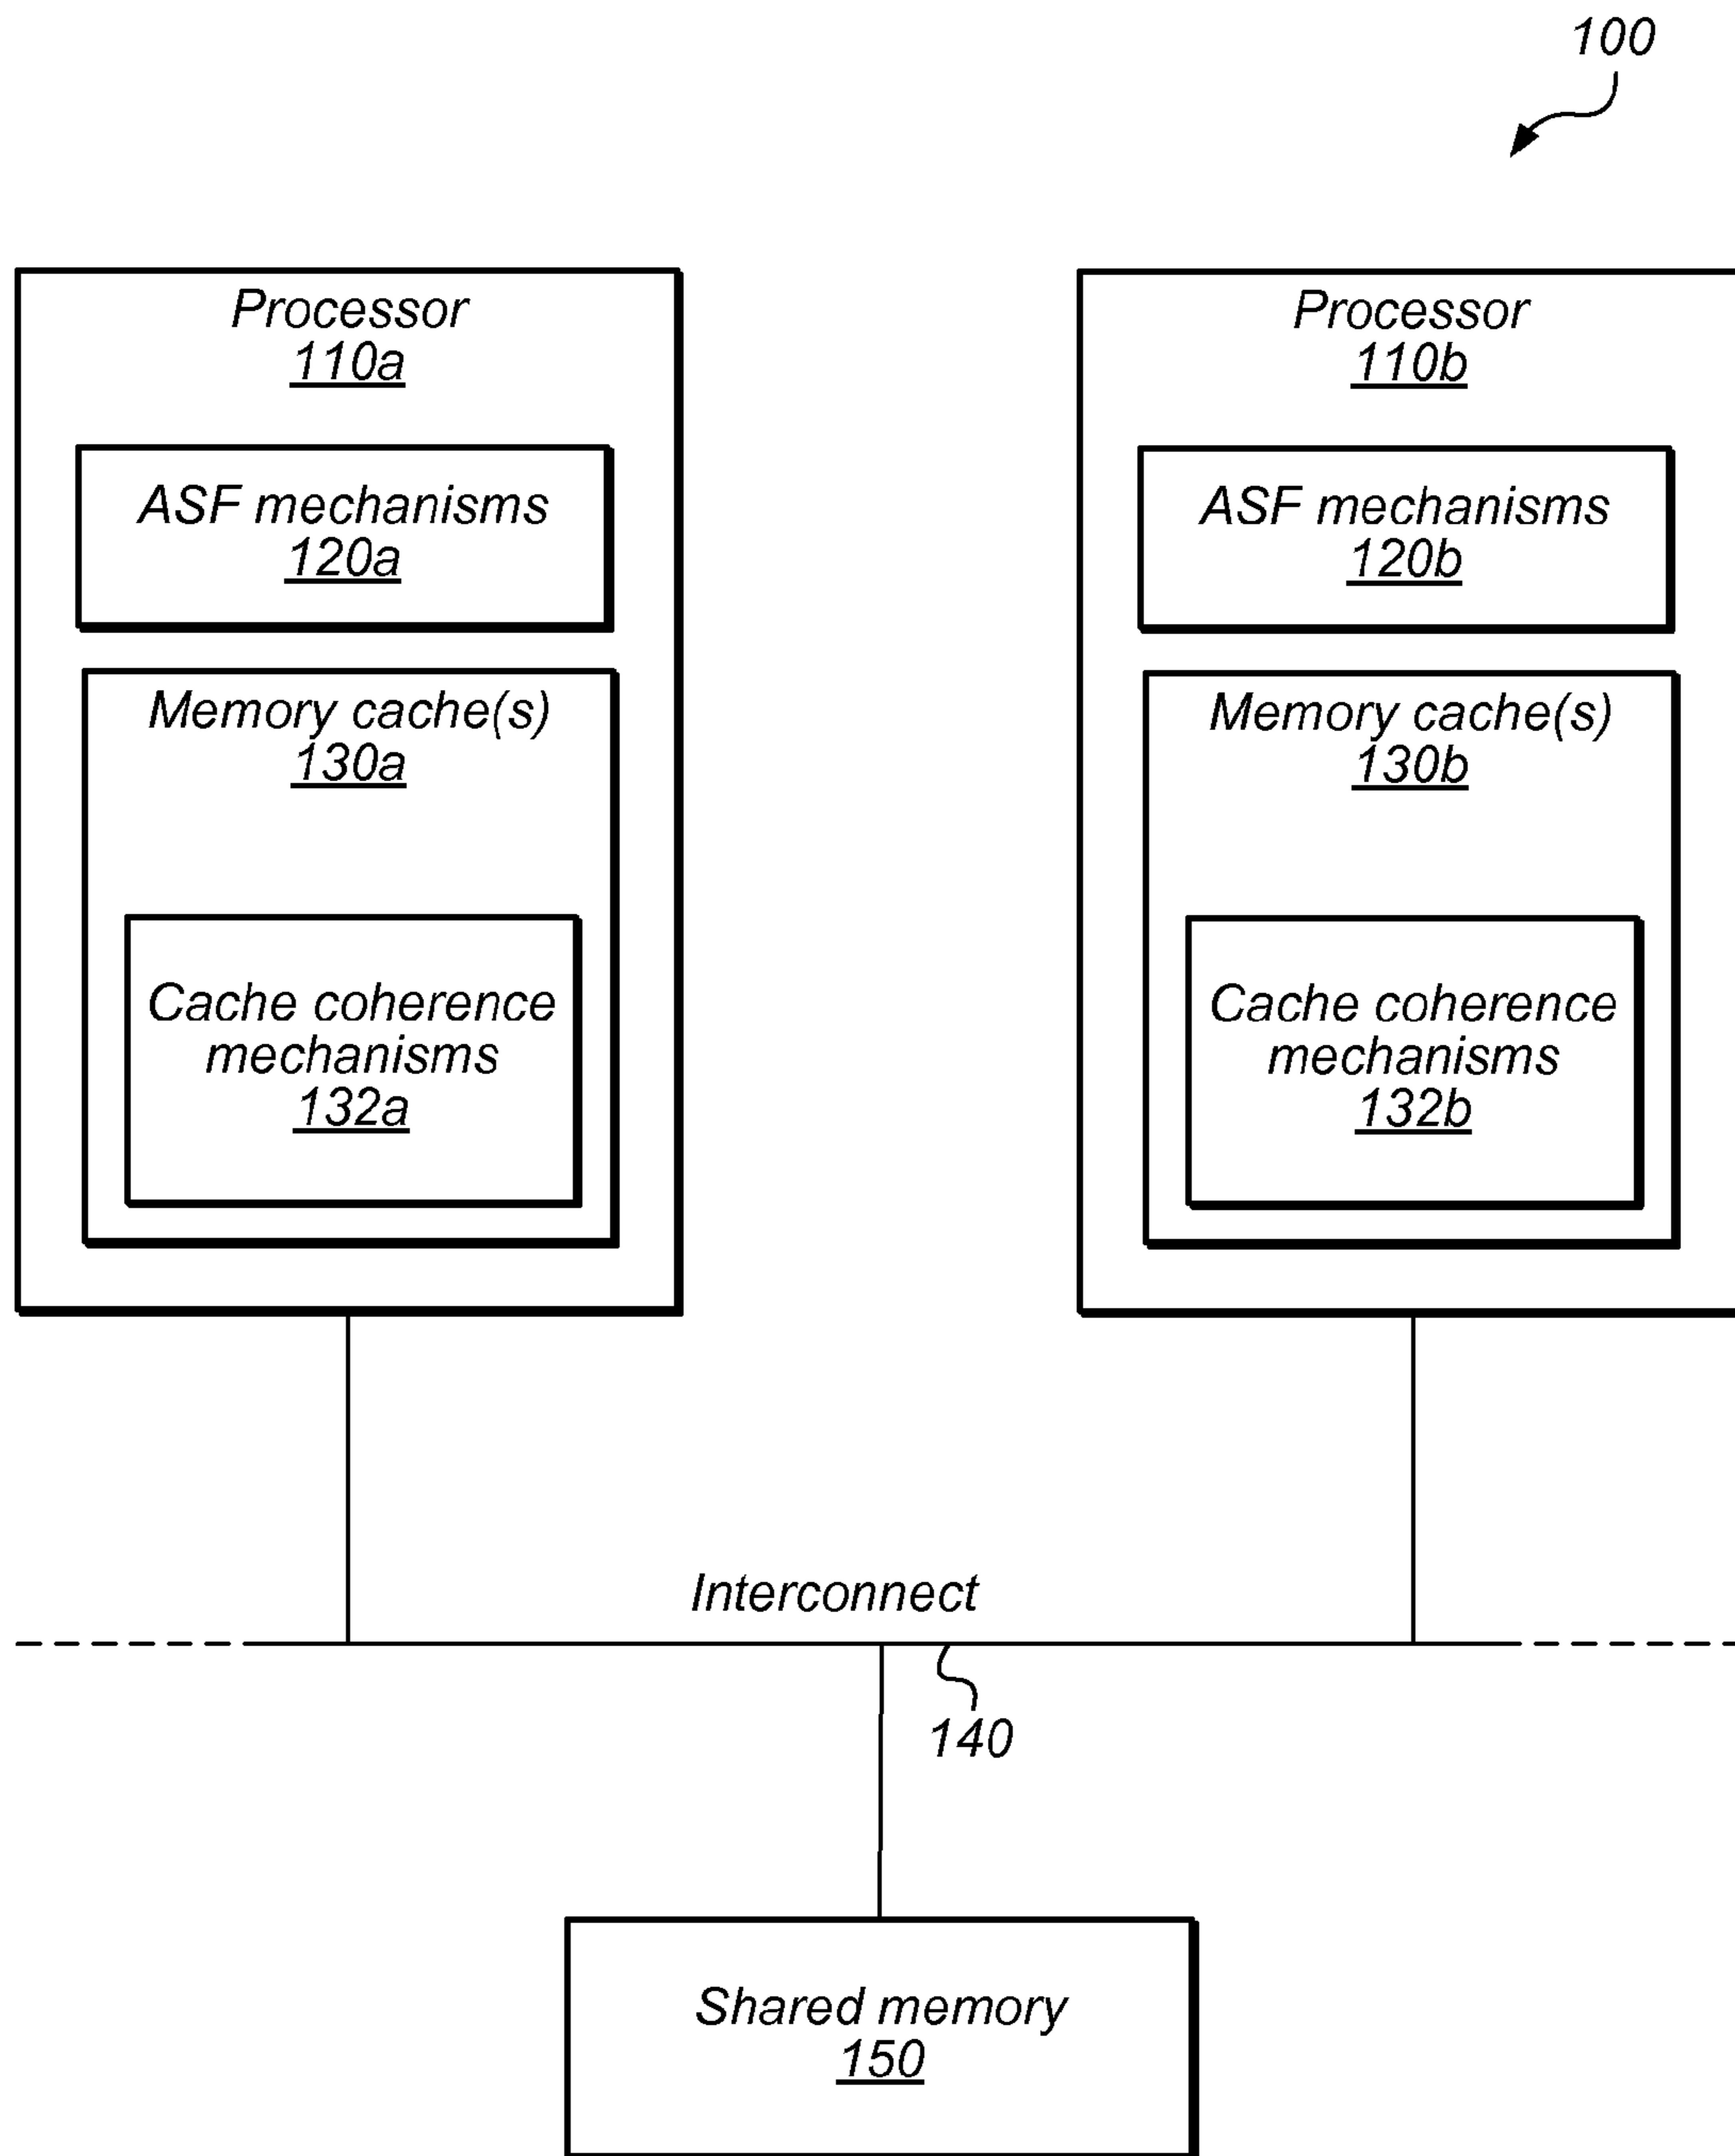 100
Processor
110a
ASF mechanisms
120a
Memory cache(s)
130a
Cache coherence
mechanisms
132a
Processor
110b
ASF mechanisms
120b
Memory cache(s)
130b
Cache coherence
mechanisms
132b
Interconnect
140
Shared memory
150